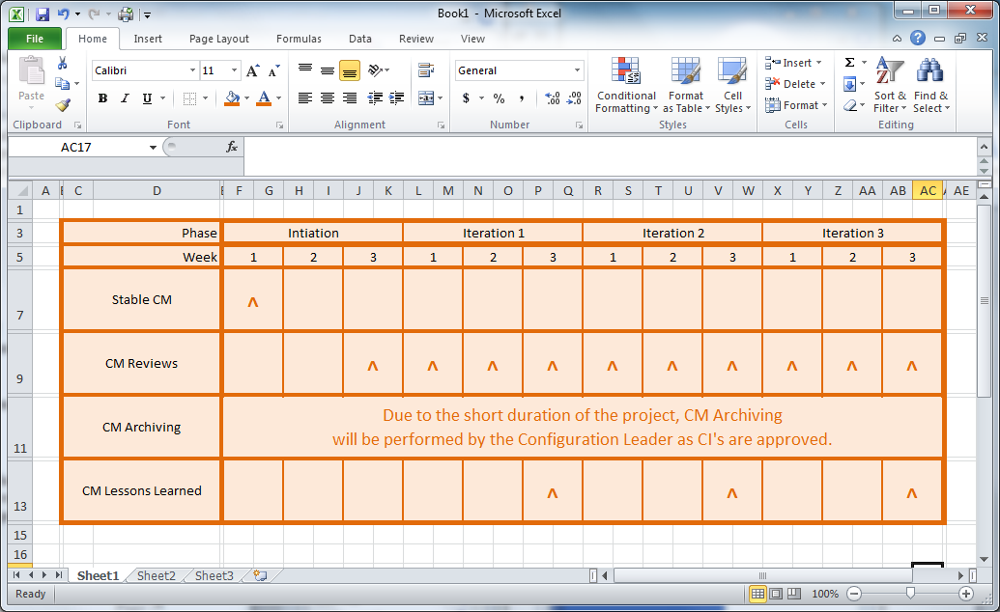 Book1 - Microsoft Excel
File Home Insert Page Layout Formulas Data Review View
Calibri 11 General Insert Σ
Paste B I U $ % , Conditional Formatting Format as Table Cell Styles Delete Format Sort & Filter Find & Select
Clipboard Font Alignment Number Styles Cells Editing
AC17 fx
A C D F G H I J K L M N O P Q R S T U V W X Y Z AA AB AC AE
1
3 Phase Intiation Iteration 1 Iteration 2 Iteration 3
5 Week 1 2 3 1 2 3 1 2 3 1 2 3
7 Stable CM ^
9 CM Reviews ^ ^ ^ ^ ^ ^ ^ ^ ^ ^
Due to the short duration of the project, CM Archiving
11 CM Archiving will be performed by the Configuration Leader as CI's are approved.
13 CM Lessons Learned ^ ^ ^
15
16
Sheet1 Sheet2 Sheet3
Ready 100%